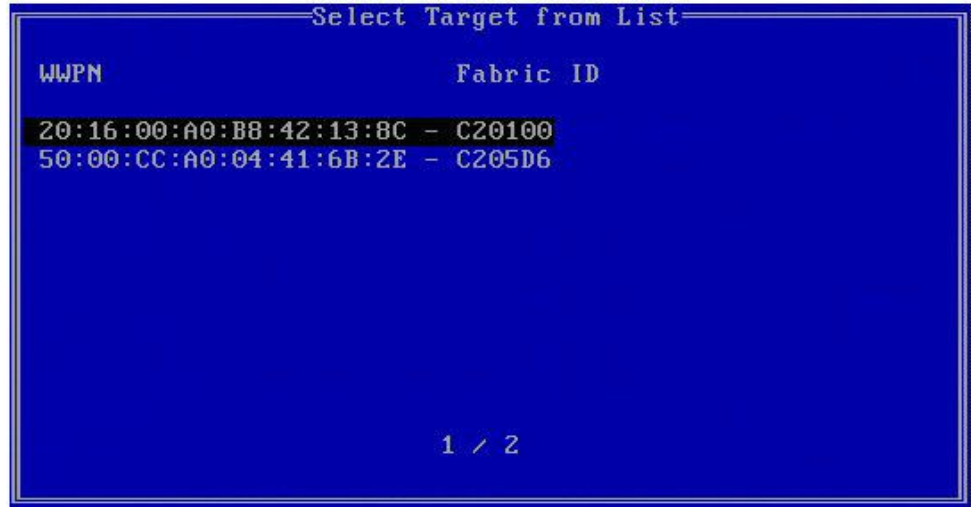 Select Target from List
WWPN Fabric ID
20:16:00:A0:B8:42:13:8C - C20100
50:00:CC:A0:04:41:6B:2E - C205D6
1 / 2